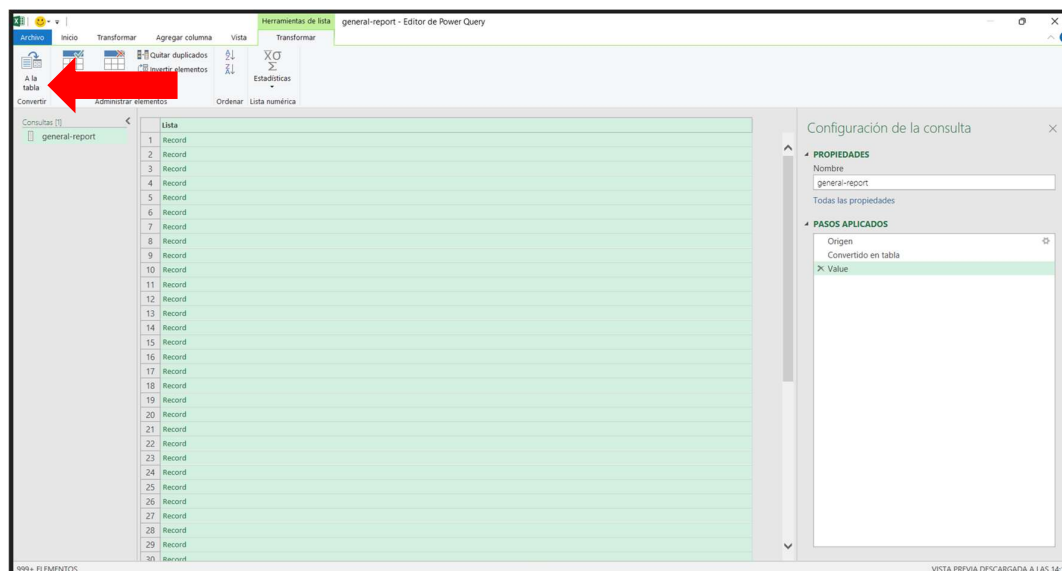 Herramientas de lista general-report - Editor de Power Query
Archivo Inicio Transformar Agregar columna Vista Transformar
Quitar duplicados
Invertir elementos
A la
tabla
Estadísticas
Convertir Administrar elementos Ordenar Lista numérica
Consultas [1]
general-report
Lista
1 Record
2 Record
3 Record
4 Record
5 Record
6 Record
7 Record
8 Record
9 Record
10 Record
11 Record
12 Record
13 Record
14 Record
15 Record
16 Record
17 Record
18 Record
19 Record
20 Record
21 Record
22 Record
23 Record
24 Record
25 Record
26 Record
27 Record
28 Record
29 Record
30 Record
Configuración de la consulta
PROPIEDADES
Nombre
general-report
Todas las propiedades
PASOS APLICADOS
Origen
Convertido en tabla
Value
999+ ELEMENTOS
VISTA PREVIA DESCARGADA A LAS 14: